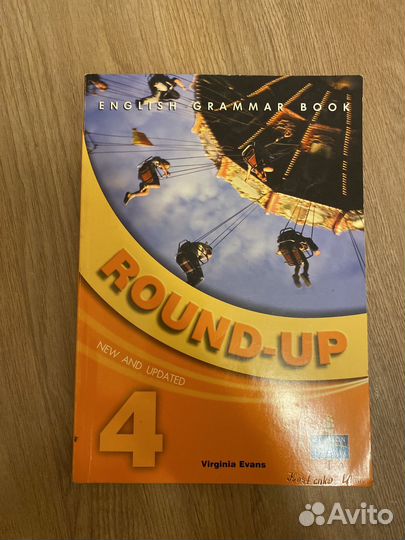 ENGLISH GRAMMAR BOOK
ROUND-UP
NEW AND UPDATED
4
Virginia Evans
Avito